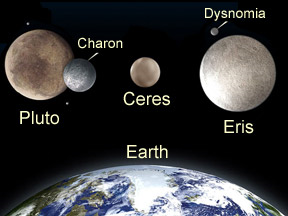 Dysnomia
Charon
Ceres
Pluto
Eris
Earth